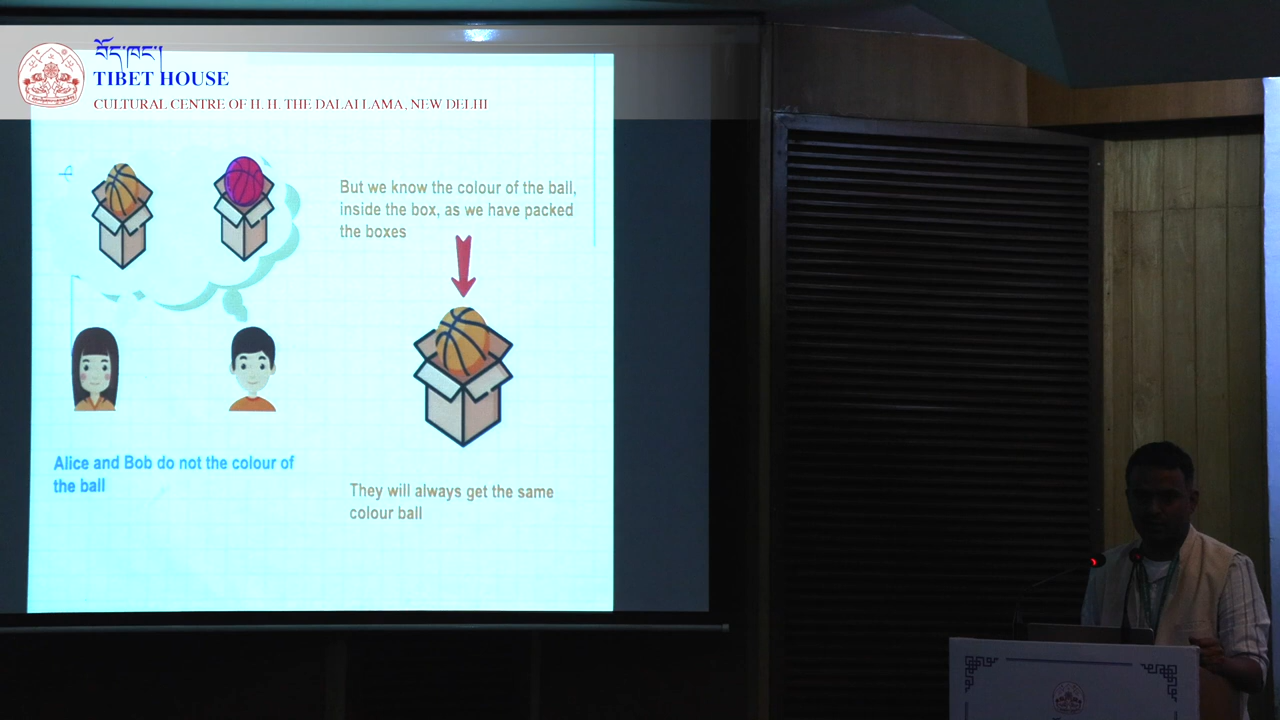 བོད་ཁང་།
TIBET HOUSE
CULTURAL CENTRE OF H. H. THE DALAI LAMA, NEW DELHI
But we know the colour of the ball,
inside the box, as we have packed
the boxes
Alice and Bob do not the colour of
the ball
They will always get the same
colour ball